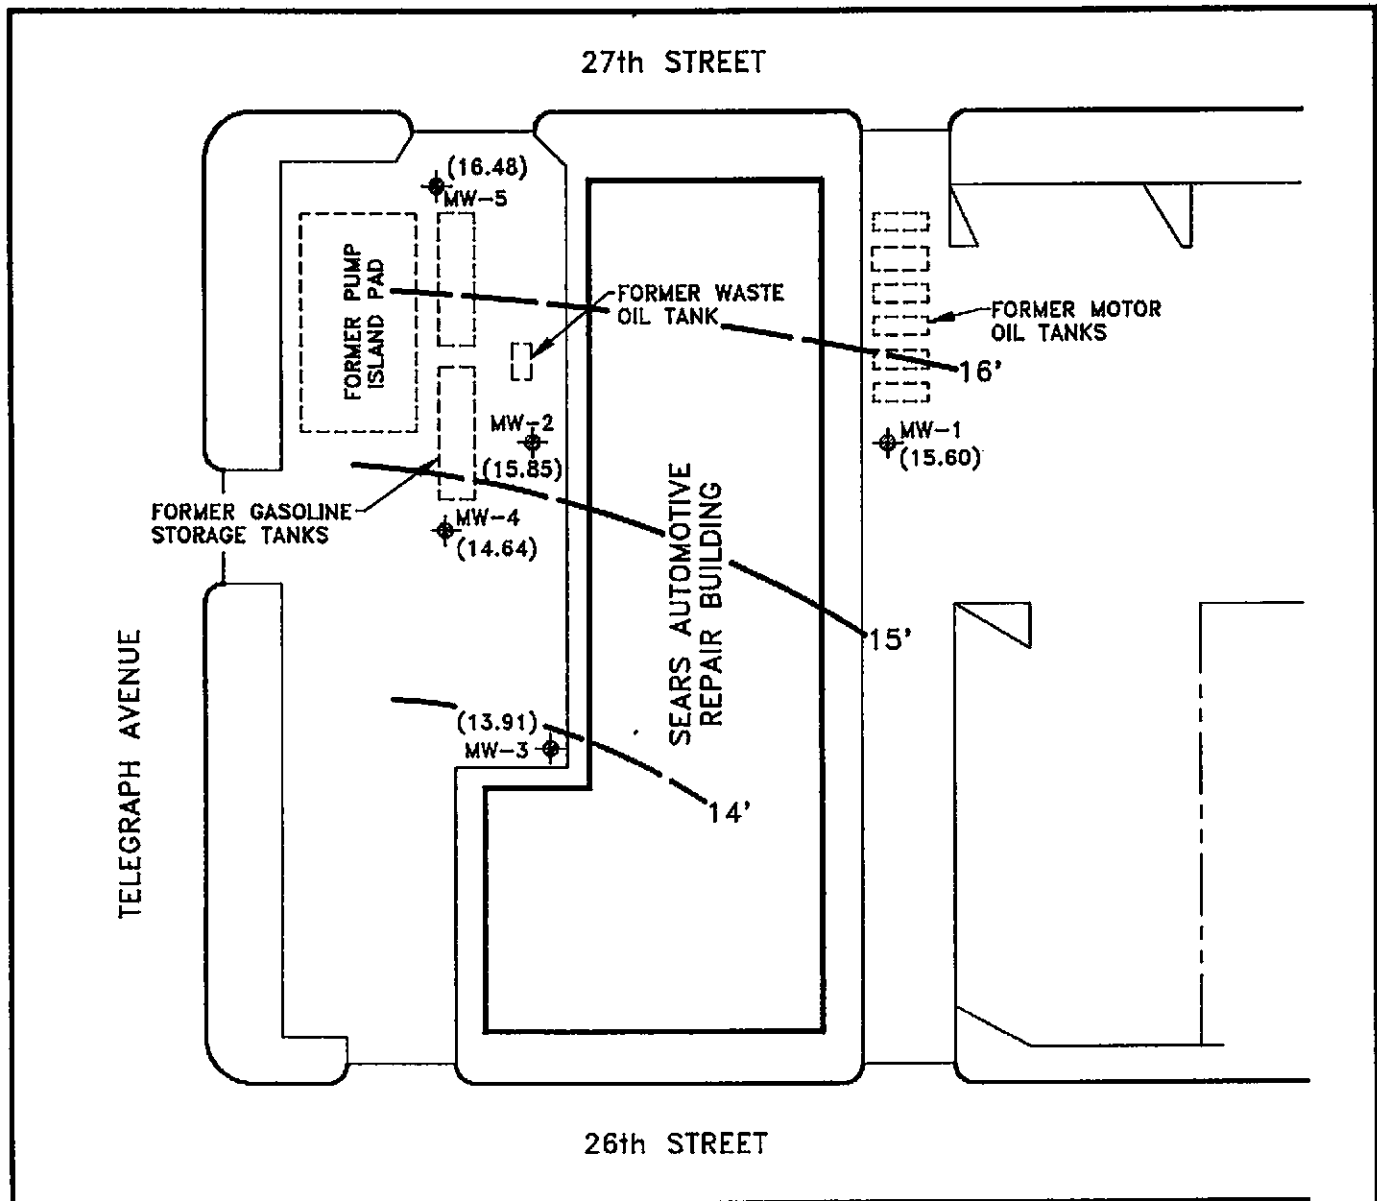 27th STREET
(16.48)
MW-5
FORMER PUMP
ISLAND PAD
FORMER WASTE
OIL TANK
FORMER MOTOR
OIL TANKS
16'
MW-2
(15.85)
MW-1
(15.60)
FORMER GASOLINE
STORAGE TANKS
MW-4
(14.64)
SEARS AUTOMOTIVE
REPAIR BUILDING
15'
TELEGRAPH AVENUE
(13.91)
MW-3
14'
26th STREET